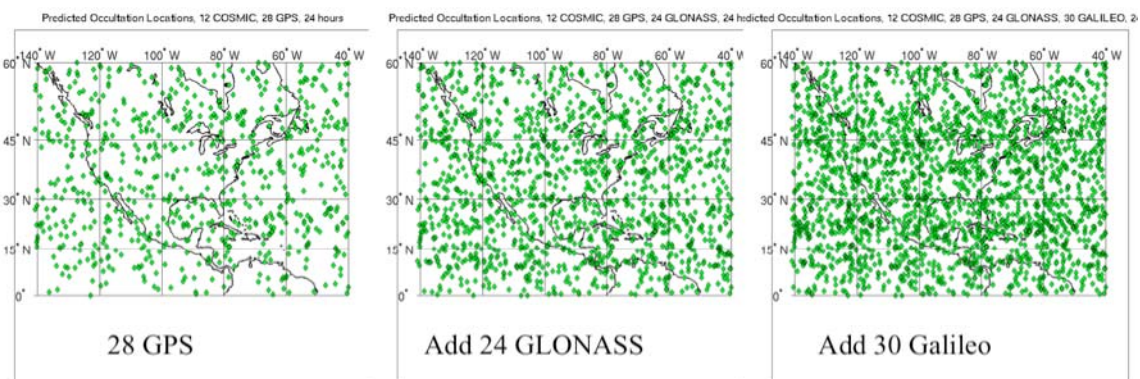 Predicted Occultation Locations, 12 COSMIC, 28 GPS, 24 hours
140°W 120°W 100°W 80°W 60°W 40°W
60°
45°N
30°N
15°N
0°
28 GPS
Predicted Occultation Locations, 12 COSMIC, 28 GPS, 24 GLONASS, 24 h
140°W 120°W 100°W 80°W 60°W 40°W
60°
45°N
30°N
15°N
0°
Add 24 GLONASS
edicted Occultation Locations, 12 COSMIC, 28 GPS, 24 GLONASS, 30 GALILEO, 24
140°W 120°W 100°W 80°W 60°W 40°W
60°
45°N
30°N
15°N
0°
Add 30 Galileo